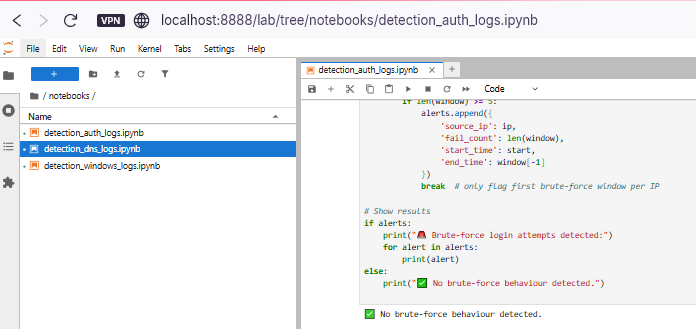 VPN
localhost:8888/lab/tree/notebooks/detection_auth_logs.ipynb
File Edit View Run Kernel Tabs Settings Help
/ notebooks /
Name
detection_auth_logs.ipynb
detection_dns_logs.ipynb
detection_windows_logs.ipynb
detection_auth_logs.ipynb
Code
if len(window) >= 5:
alerts.append({
'source_ip': ip,
'fail_count': len(window),
'start_time': start,
'end_time': window[-1]
})
break # only flag first brute-force window per IP
# Show results
if alerts:
print("🚨 Brute-force login attempts detected:")
for alert in alerts:
print(alert)
else:
print("✅ No brute-force behaviour detected.")
✅ No brute-force behaviour detected.